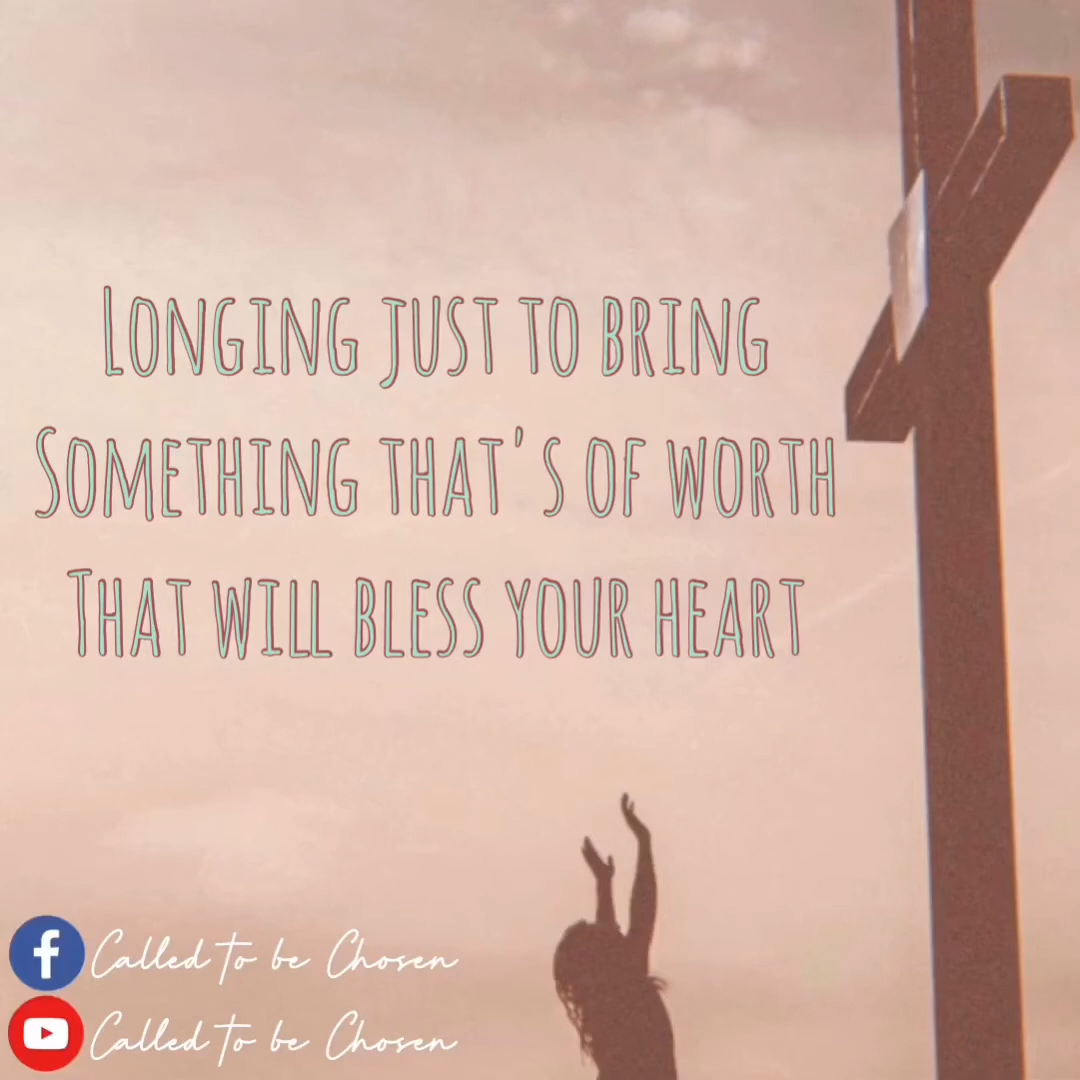 Longing just to bring
Something that's of worth
That will bless your heart
Called to be Chosen
Called to be Chosen